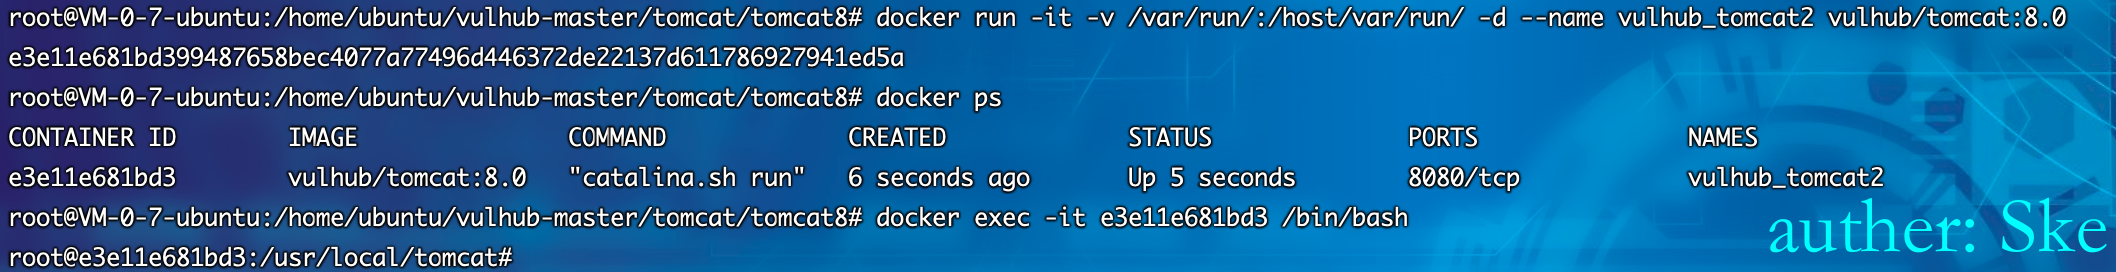 root@VM-0-7-ubuntu:/home/ubuntu/vulhub-master/tomcat/tomcat8# docker run -it -v /var/run/:/host/var/run/ -d --name vulhub_tomcat2 vulhub/tomcat:8.0
e3e11e681bd399487658bec4077a77496d446372de22137d611786927941ed5a
root@VM-0-7-ubuntu:/home/ubuntu/vulhub-master/tomcat/tomcat8# docker ps
CONTAINER ID        IMAGE               COMMAND             CREATED             STATUS              PORTS               NAMES
e3e11e681bd3        vulhub/tomcat:8.0   "catalina.sh run"   6 seconds ago       Up 5 seconds        8080/tcp            vulhub_tomcat2
root@VM-0-7-ubuntu:/home/ubuntu/vulhub-master/tomcat/tomcat8# docker exec -it e3e11e681bd3 /bin/bash
root@e3e11e681bd3:/usr/local/tomcat#
auther: Ske